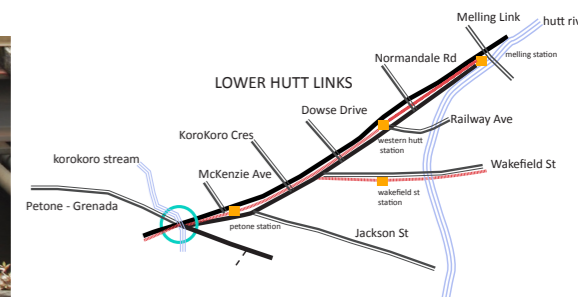 Melling Link
hutt riv
melling station
Normandale Rd
LOWER HUTT LINKS
Dowse Drive
Railway Ave
KoroKoro Cres
western hutt
station
korokoro stream
McKenzie Ave
Wakefield St
wakefield st
station
Petone - Grenada
petone station
Jackson St